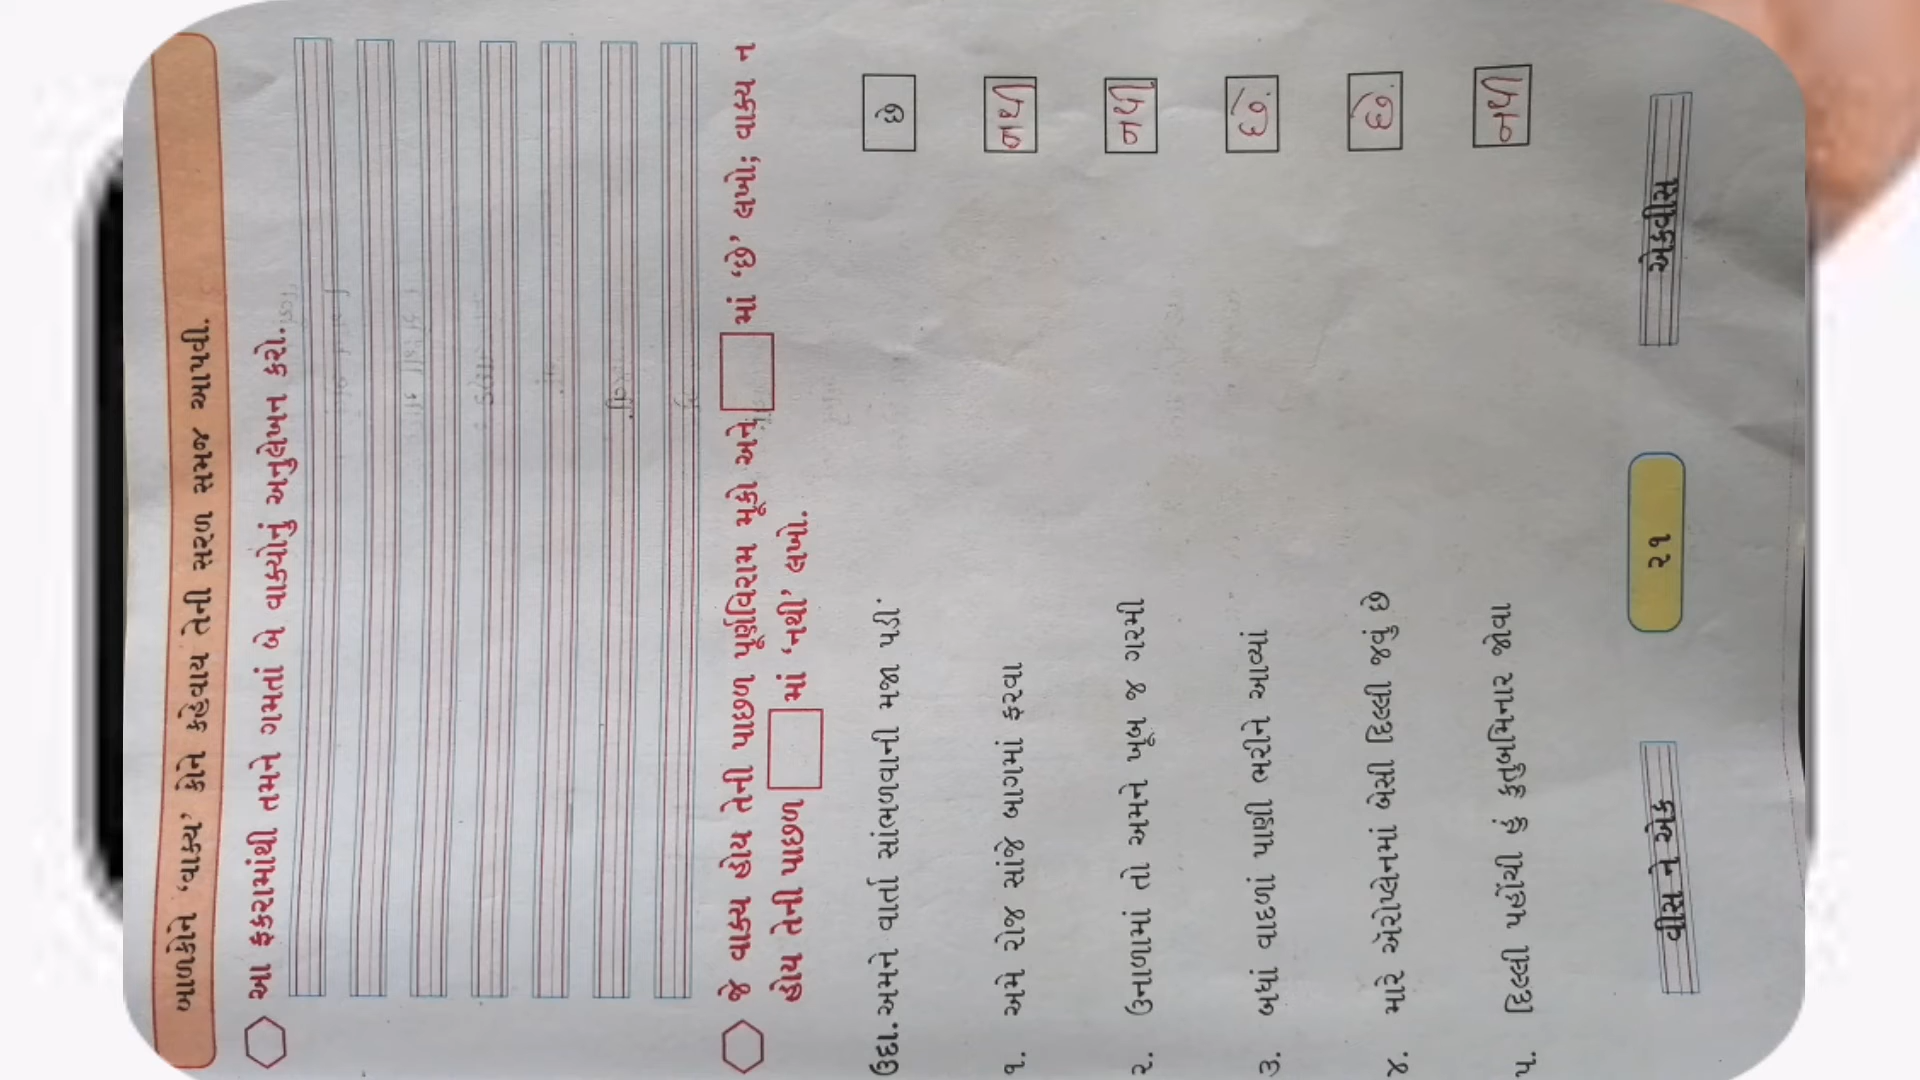 બાળકોને, 'વાક્ય' કોને કહેવાય તેની સરળ સમજ આપવી.
આ ફકરામાંથી તમને ગમતાં બે વાક્યોનું અનુલેખન કરો.
જે વાક્ય હોય તેની પાછળ પૂર્ણવિરામ મૂકો અને માં 'છે' લખો; વાક્ય ન
હોય તેની પાછળ માં 'નથી' લખો.
ઉદા. અમને વાર્તા સાંભળવાની મજા પડી. છે
૧. અમે રોજ સાંજે બાગમાં ફરવા નથી
૨. ઉનાળામાં તો અમને ખૂબ જ ગરમી નથી
૩. બધાં વાદળાં પાણી ભરીને આવ્યાં છે.
૪. મારે એરોપ્લેનમાં બેસી દિલ્લી જવું છે છે.
૫. દિલ્લી પહોંચી હું કુતુબમિનાર જોવા નથી
વીસ ને એક ૨૧ એકવીસ